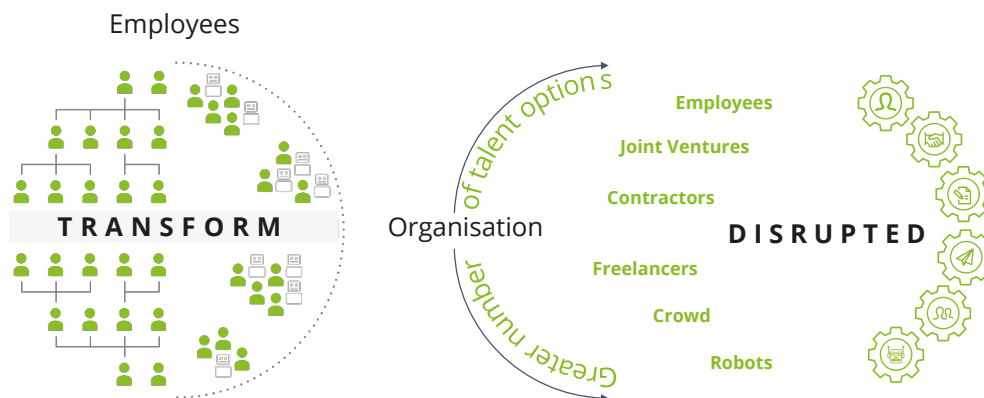 Employees
TRANSFORM
Organisation
Greater number of talent options
Employees
Joint Ventures
Contractors
DISRUPTED
Freelancers
Crowd
Robots